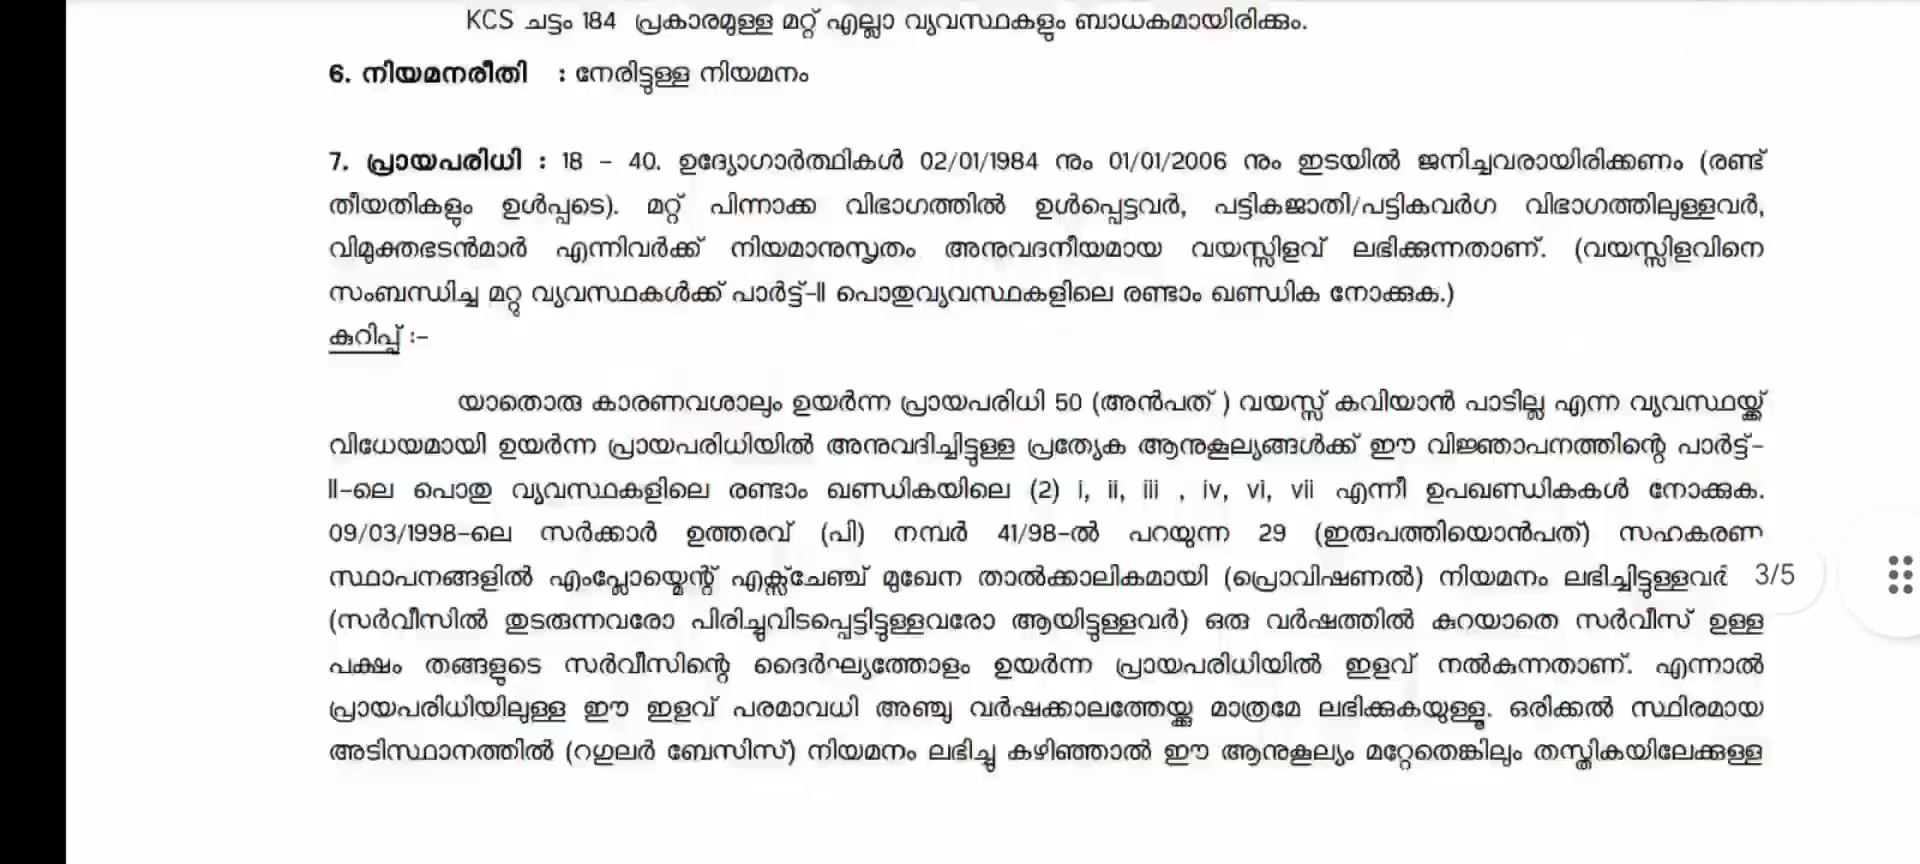 KCS ചട്ടം 184 പ്രകാരമുള്ള മറ്റ് എല്ലാ വ്യവസ്ഥകളും ബാധകമായിരിക്കും.
6. നിയമനരീതി : നേരിട്ടുള്ള നിയമനം
7. പ്രായപരിധി : 18 – 40. ഉദ്യോഗാർത്ഥികൾ 02/01/1984 നും 01/01/2006 നും ഇടയിൽ ജനിച്ചവരായിരിക്കണം (രണ്ട്
തീയതികളും ഉൾപ്പടെ). മറ്റ് പിന്നാക്ക വിഭാഗത്തിൽ ഉൾപ്പെട്ടവർ, പട്ടികജാതി/പട്ടികവർഗ വിഭാഗത്തിലുള്ളവർ,
വിമുക്തഭടൻമാർ എന്നിവർക്ക് നിയമാനുസൃതം അനുവദനീയമായ വയസ്സിളവ് ലഭിക്കുന്നതാണ്. (വയസ്സിളവിനെ
സംബന്ധിച്ച മറ്റു വ്യവസ്ഥകൾക്ക് പാർട്ട്-II പൊതുവ്യവസ്ഥകളിലെ രണ്ടാം ഖണ്ഡിക നോക്കുക.)
കുറിപ്പ് :-
യാതൊരു കാരണവശാലും ഉയർന്ന പ്രായപരിധി 50 (അൻപത് ) വയസ്സ് കവിയാൻ പാടില്ല എന്ന വ്യവസ്ഥയ്ക്ക്
വിധേയമായി ഉയർന്ന പ്രായപരിധിയിൽ അനുവദിച്ചിട്ടുള്ള പ്രത്യേക ആനുകൂല്യങ്ങൾക്ക് ഈ വിജ്ഞാപനത്തിന്റെ പാർട്ട്-
II-ലെ പൊതു വ്യവസ്ഥകളിലെ രണ്ടാം ഖണ്ഡികയിലെ (2) i, ii, iii , iv, vi, vii എന്നീ ഉപഖണ്ഡികകൾ നോക്കുക.
09/03/1998-ലെ സർക്കാർ ഉത്തരവ് (പി) നമ്പർ 41/98-ൽ പറയുന്ന 29 (ഇരുപത്തിയൊൻപത്) സഹകരണ
സ്ഥാപനങ്ങളിൽ എംപ്ലോയ്മെന്റ് എക്സ്ചേഞ്ച് മുഖേന താൽക്കാലികമായി (പ്രൊവിഷണൽ) നിയമനം ലഭിച്ചിട്ടുള്ളവർ 3/5
(സർവീസിൽ തുടരുന്നവരോ പിരിച്ചുവിടപ്പെട്ടിട്ടുള്ളവരോ ആയിട്ടുള്ളവർ) ഒരു വർഷത്തിൽ കുറയാതെ സർവീസ് ഉള്ള
പക്ഷം തങ്ങളുടെ സർവീസിന്റെ ദൈർഘ്യത്തോളം ഉയർന്ന പ്രായപരിധിയിൽ ഇളവ് നൽകുന്നതാണ്. എന്നാൽ
പ്രായപരിധിയിലുള്ള ഈ ഇളവ് പരമാവധി അഞ്ചു വർഷക്കാലത്തേയ്ക്കു മാത്രമേ ലഭിക്കുകയുള്ളൂ. ഒരിക്കൽ സ്ഥിരമായ
അടിസ്ഥാനത്തിൽ (റഗുലർ ബേസിസ്) നിയമനം ലഭിച്ചു കഴിഞ്ഞാൽ ഈ ആനുകൂല്യം മറ്റേതെങ്കിലും തസ്തികയിലേക്കുള്ള